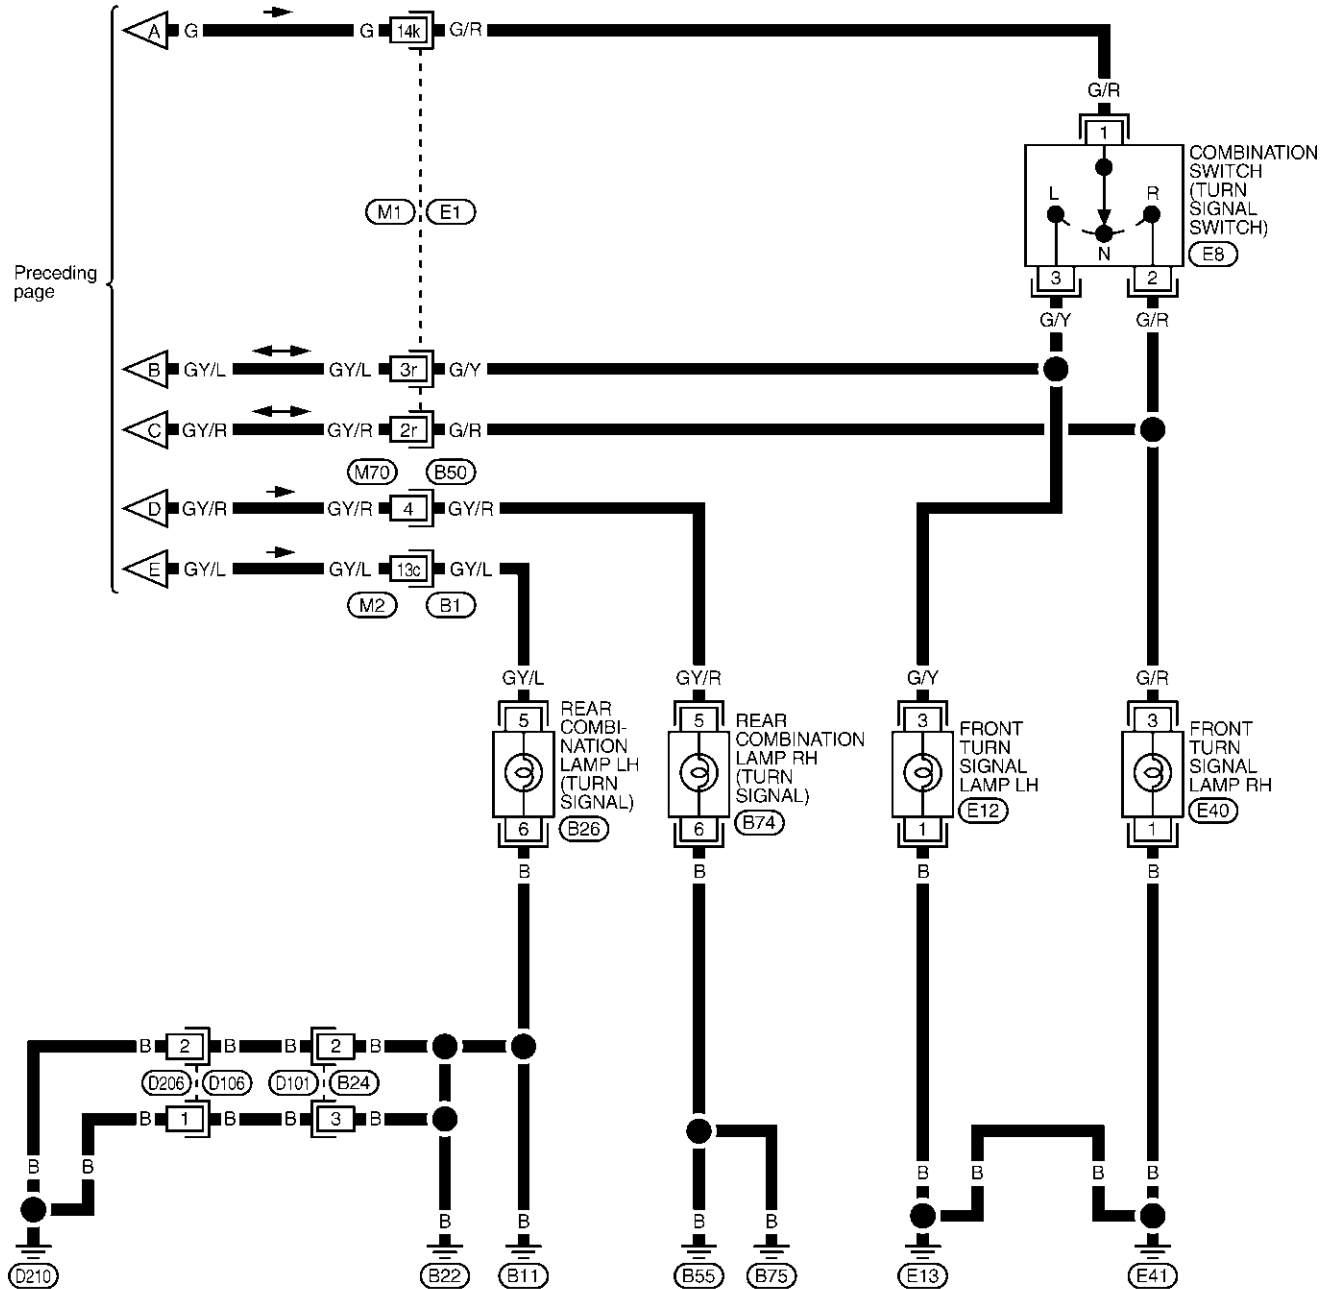 A G G 14k G/R
G/R
1
COMBINATION
SWITCH
(TURN
SIGNAL
SWITCH)
L R
N
E8
M1 E1
3 2
G/Y G/R
Preceding
page
B GY/L GY/L 3r G/Y
C GY/R GY/R 2r G/R
M70 B50
D GY/R GY/R 4 GY/R
E GY/L GY/L 13c GY/L
M2 B1
GY/L GY/R G/Y G/R
5
REAR
COMBI-
NATION
LAMP LH
(TURN
SIGNAL)
6
B26
5
REAR
COMBINATION
LAMP RH
(TURN
SIGNAL)
6
B74
3
FRONT
TURN
SIGNAL
LAMP LH
E12
1
3
FRONT
TURN
SIGNAL
LAMP RH
E40
1
B B B B
B 2 B B 2 B
D206 D106 D101 B24
B 1 B B 3 B
B B B B B B
B B B B
D210 B22 B11 B55 B75 E13 E41